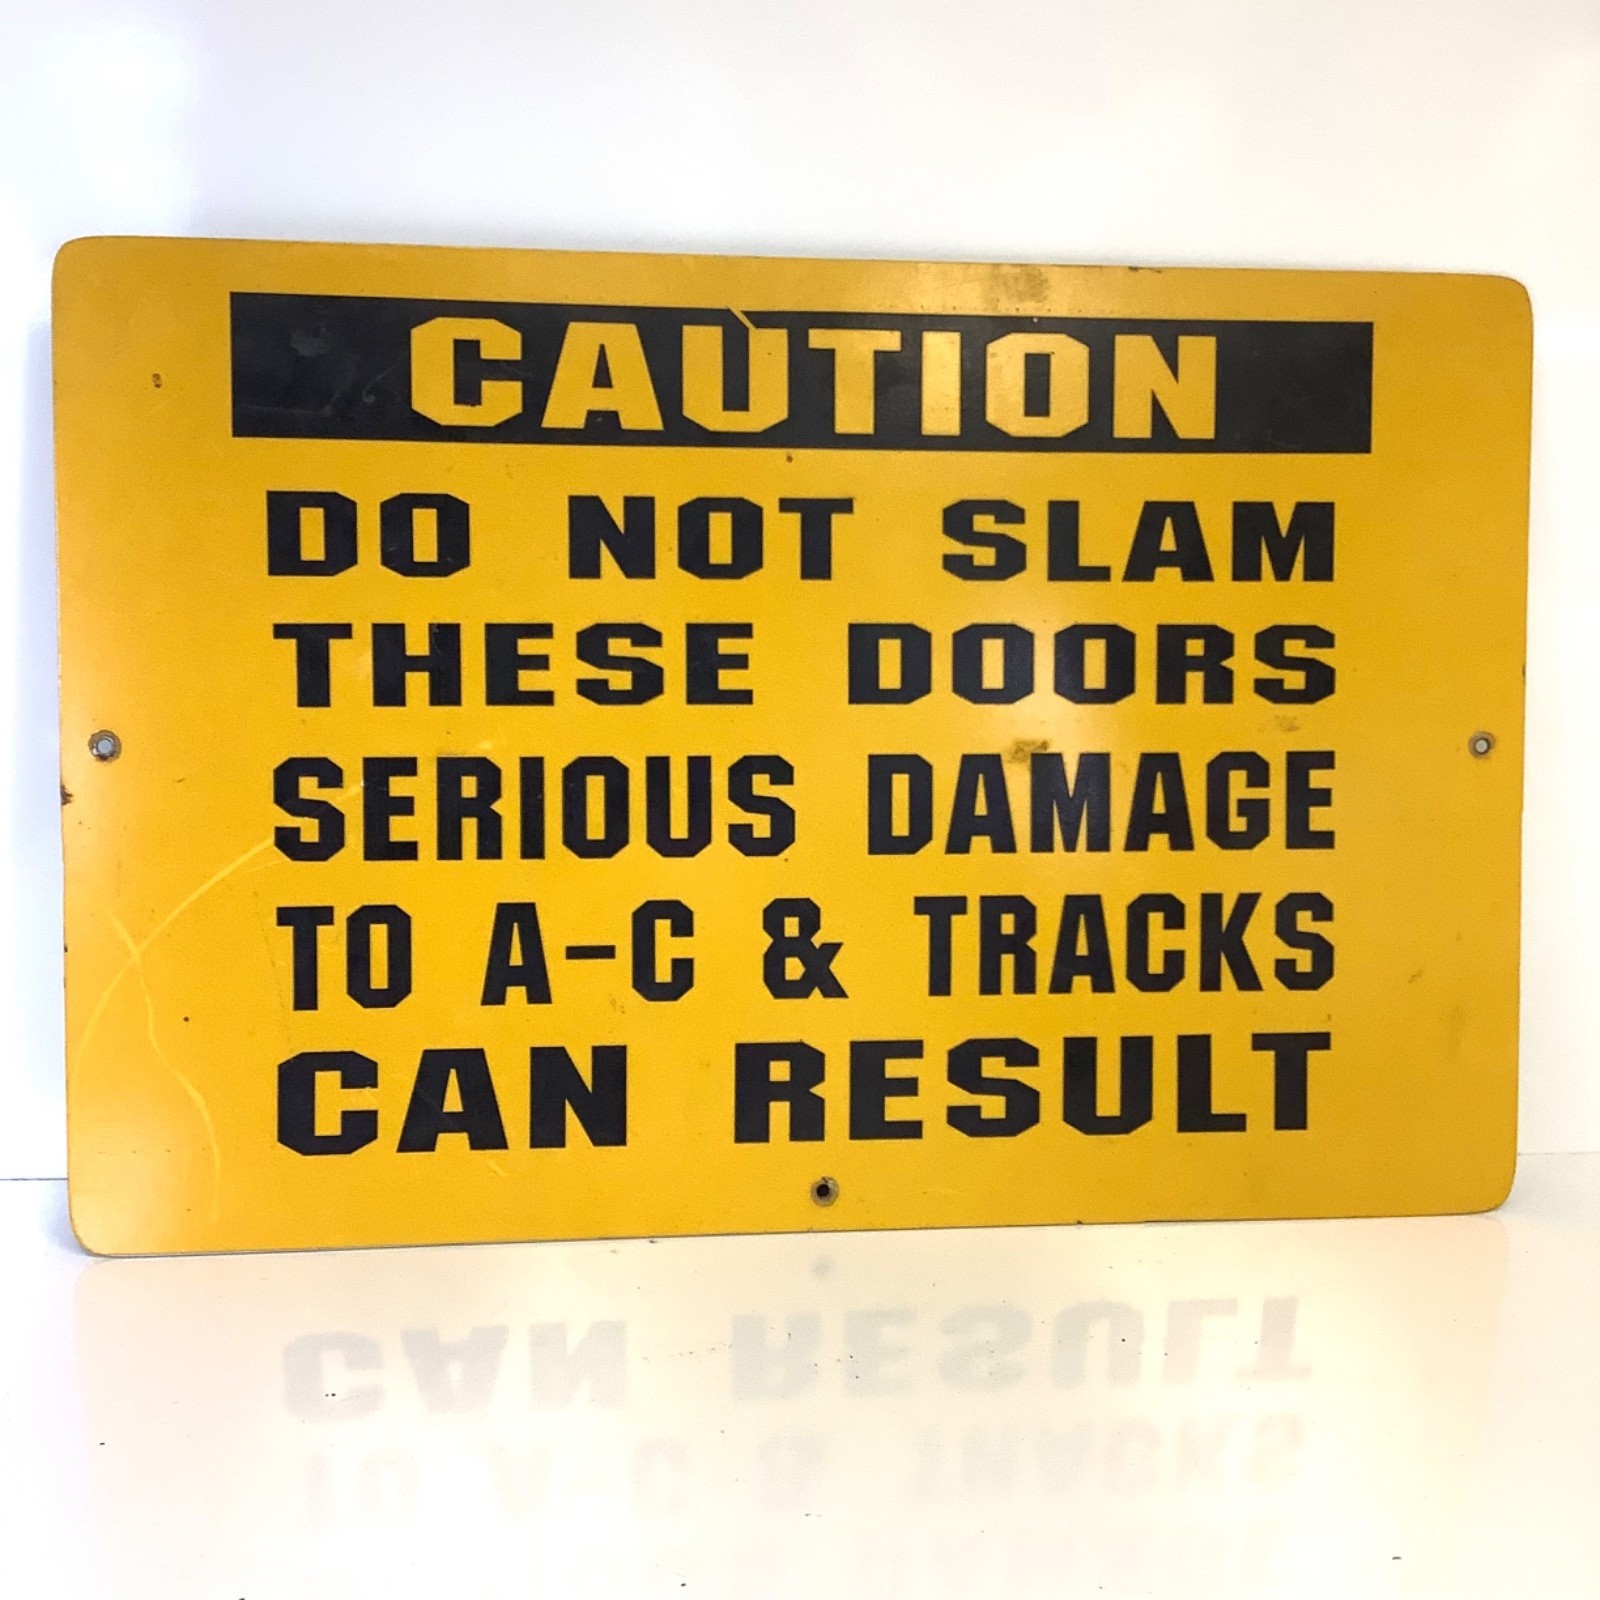 CAUTION
DO NOT SLAM
THESE DOORS
SERIOUS DAMAGE
TO A-C & TRACKS
CAN RESULT